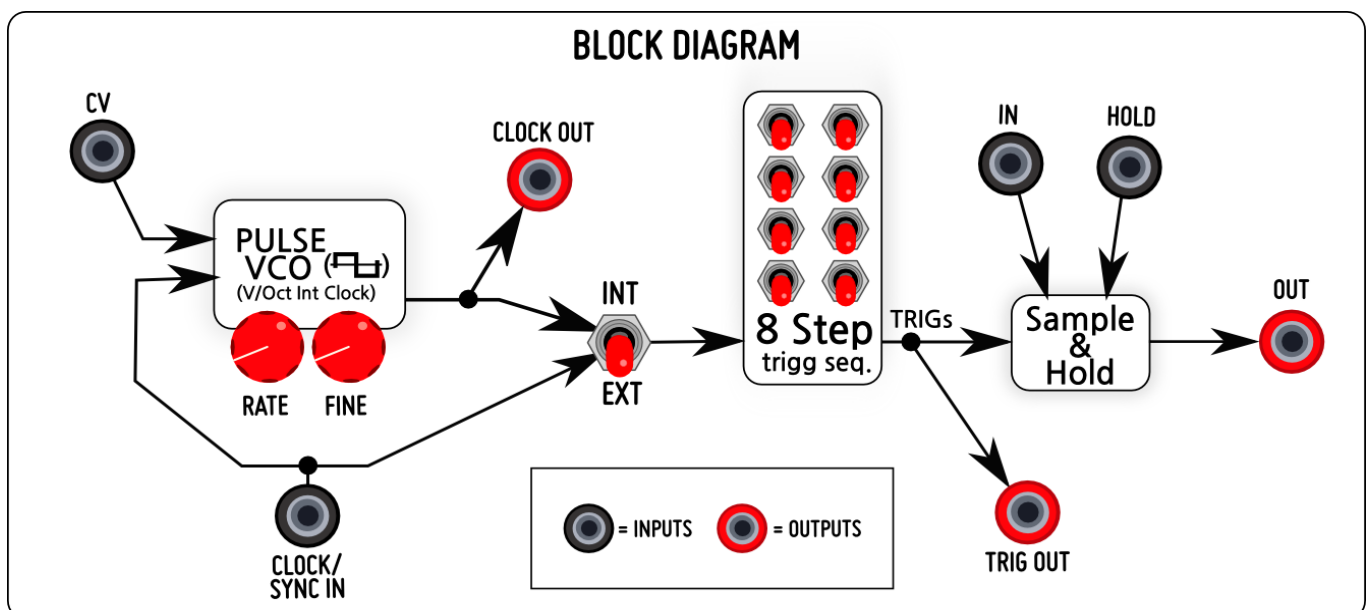 BLOCK DIAGRAM
CV
CLOCK OUT
IN
HOLD
PULSE
VCO ( )
(V/Oct Int Clock)
RATE
FINE
INT
EXT
8 Step
trigg seq.
TRIGs
Sample
&
Hold
OUT
CLOCK/
SYNC IN
= INPUTS
= OUTPUTS
TRIG OUT